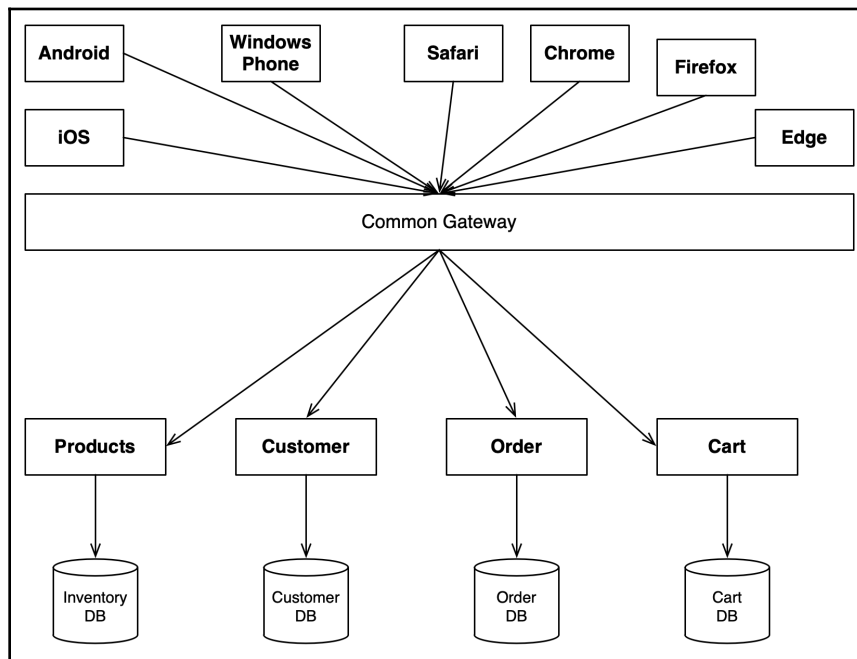 Android
Windows
Phone
Safari
Chrome
Firefox
iOS
Edge
Common Gateway
Products
Customer
Order
Cart
Inventory
DB
Customer
DB
Order
DB
Cart
DB